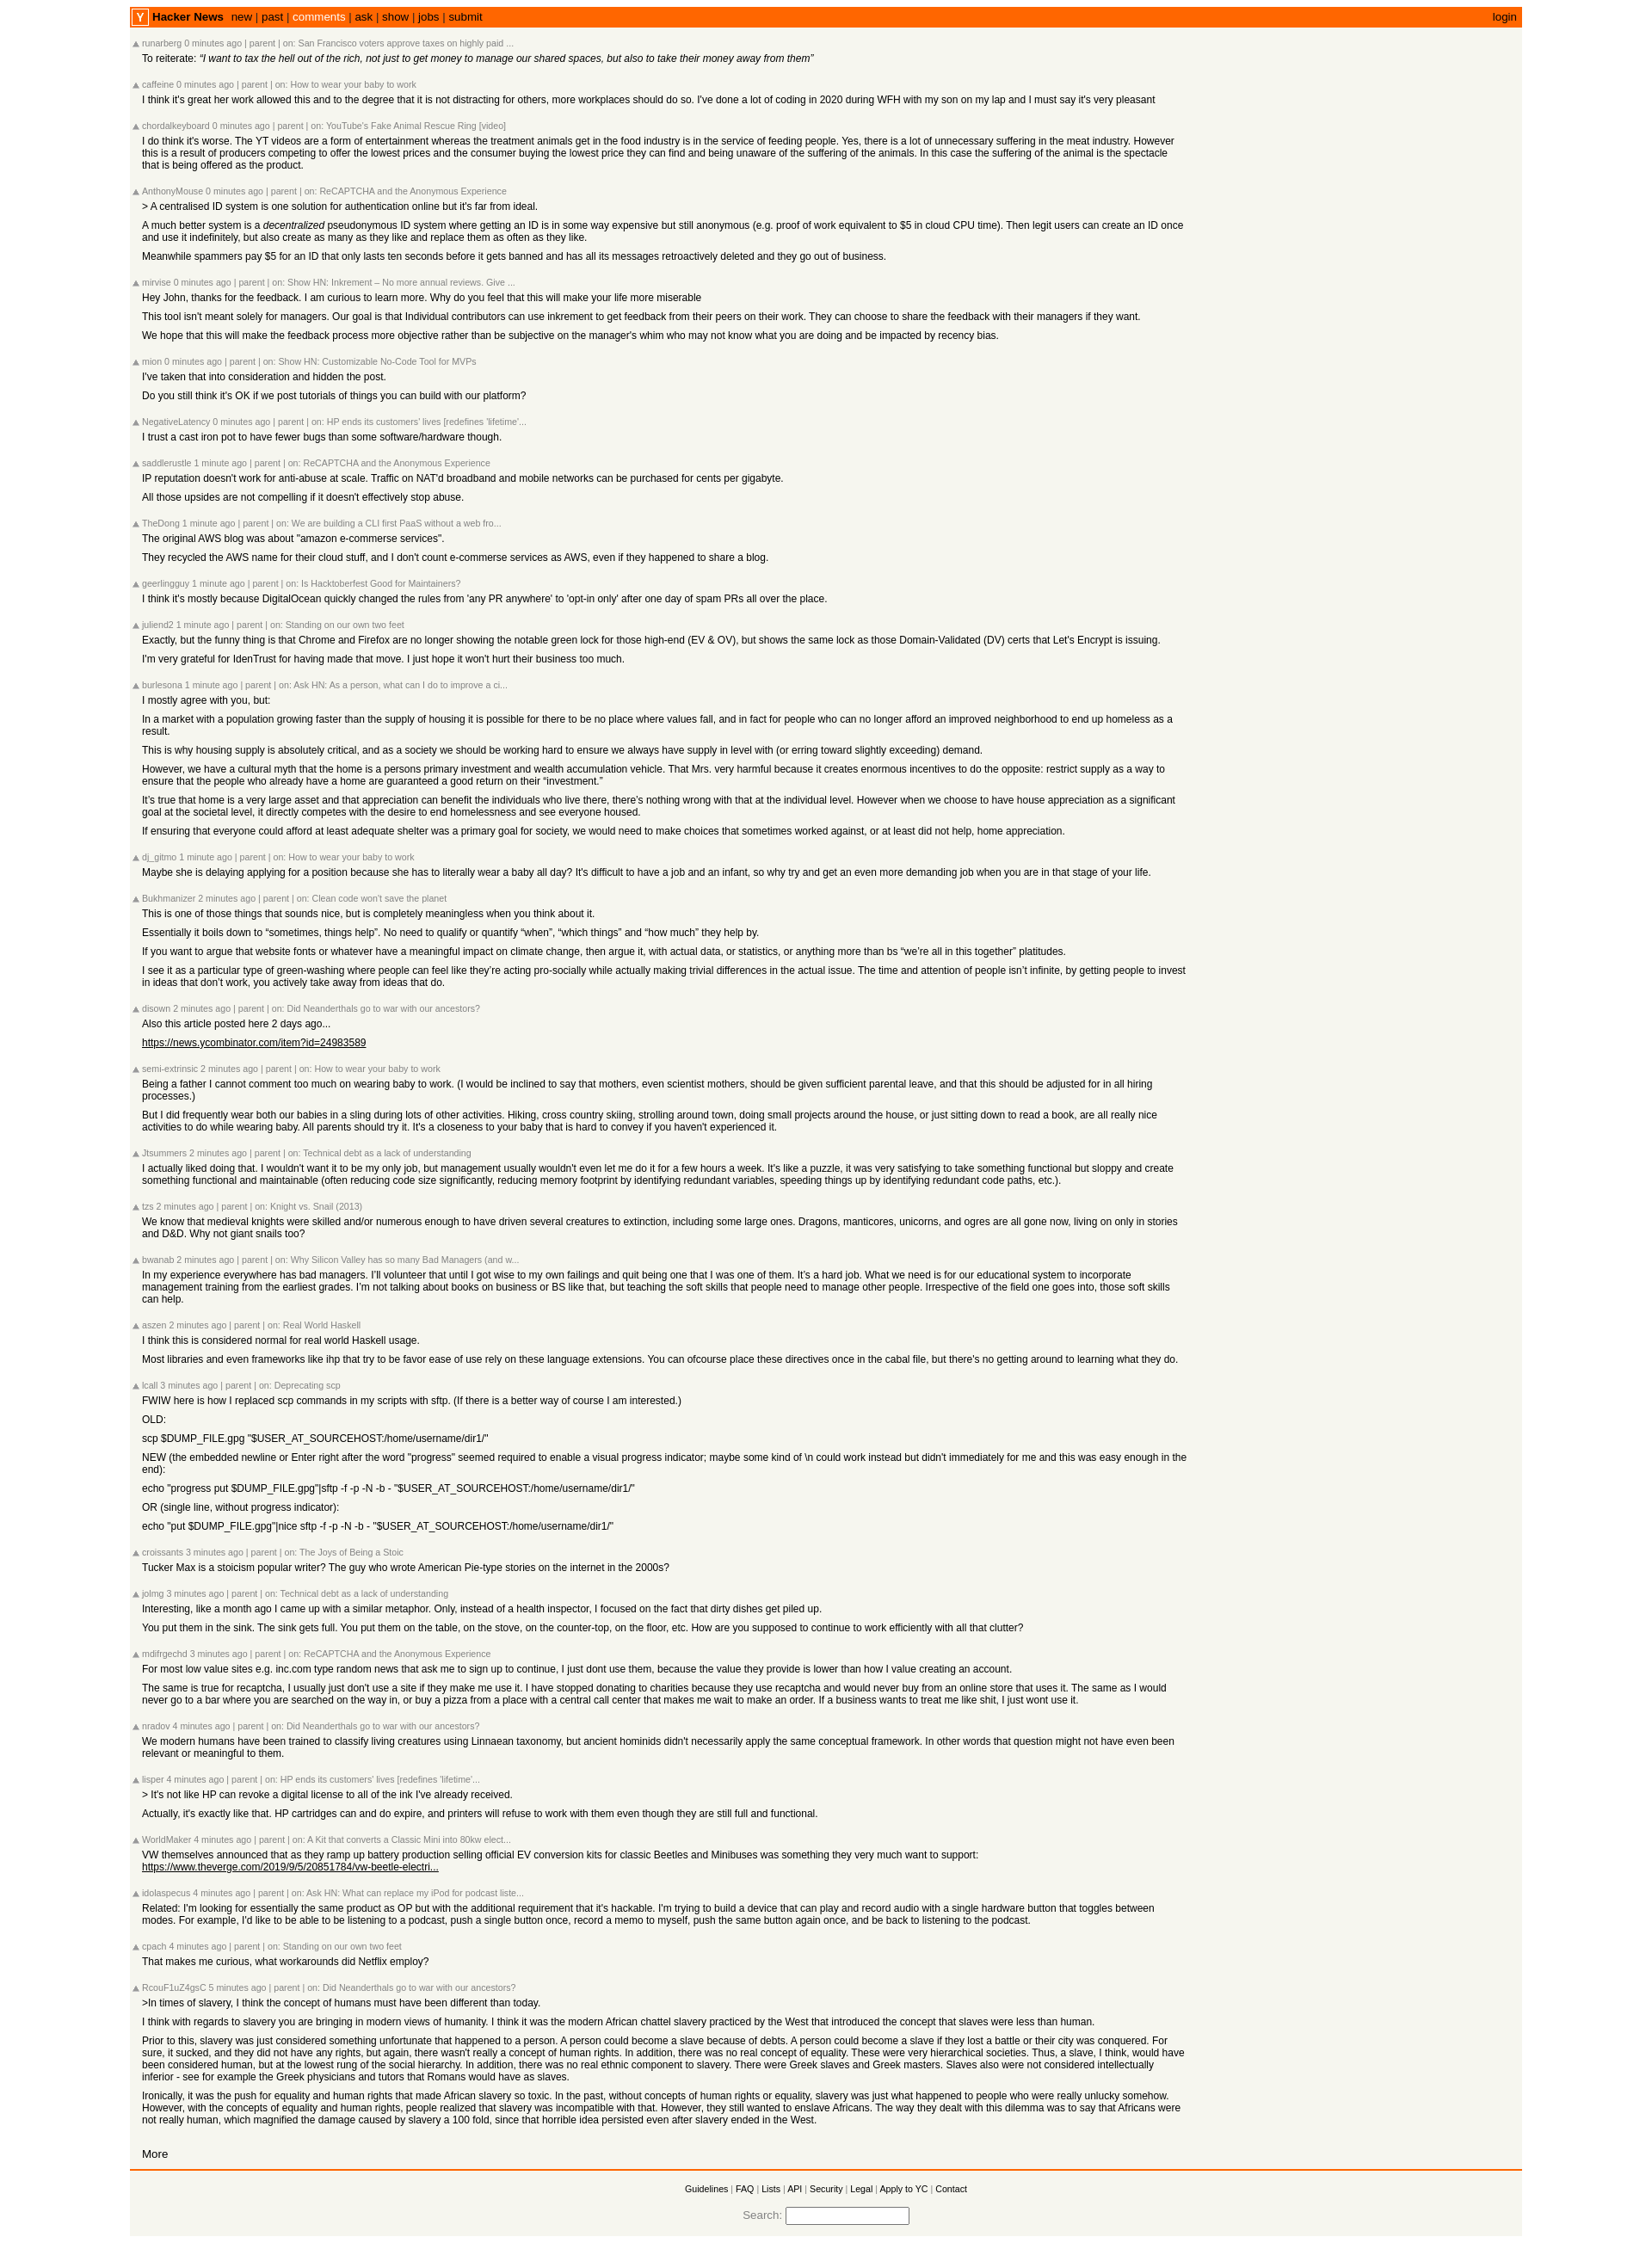 Y Hacker News new | past | comments | ask | show | jobs | submit login
runarberg 0 minutes ago | parent | on: San Francisco voters approve taxes on highly paid ...
To reiterate: “I want to tax the hell out of the rich, not just to get money to manage our shared spaces, but also to take their money away from them”
caffeine 0 minutes ago | parent | on: How to wear your baby to work
I think it's great her work allowed this and to the degree that it is not distracting for others, more workplaces should do so. I've done a lot of coding in 2020 during WFH with my son on my lap and I must say it's very pleasant
chordalkeyboard 0 minutes ago | parent | on: YouTube's Fake Animal Rescue Ring [video]
I do think it's worse. The YT videos are a form of entertainment whereas the treatment animals get in the food industry is in the service of feeding people. Yes, there is a lot of unnecessary suffering in the meat industry. However
this is a result of producers competing to offer the lowest prices and the consumer buying the lowest price they can find and being unaware of the suffering of the animals. In this case the suffering of the animal is the spectacle
that is being offered as the product.
AnthonyMouse 0 minutes ago | parent | on: ReCAPTCHA and the Anonymous Experience
> A centralised ID system is one solution for authentication online but it's far from ideal.
A much better system is a decentralized pseudonymous ID system where getting an ID is in some way expensive but still anonymous (e.g. proof of work equivalent to $5 in cloud CPU time). Then legit users can create an ID once
and use it indefinitely, but also create as many as they like and replace them as often as they like.
Meanwhile spammers pay $5 for an ID that only lasts ten seconds before it gets banned and has all its messages retroactively deleted and they go out of business.
mirvise 0 minutes ago | parent | on: Show HN: Inkrement – No more annual reviews. Give ...
Hey John, thanks for the feedback. I am curious to learn more. Why do you feel that this will make your life more miserable
This tool isn't meant solely for managers. Our goal is that Individual contributors can use inkrement to get feedback from their peers on their work. They can choose to share the feedback with their managers if they want.
We hope that this will make the feedback process more objective rather than be subjective on the manager's whim who may not know what you are doing and be impacted by recency bias.
mion 0 minutes ago | parent | on: Show HN: Customizable No-Code Tool for MVPs
I've taken that into consideration and hidden the post.
Do you still think it's OK if we post tutorials of things you can build with our platform?
NegativeLatency 0 minutes ago | parent | on: HP ends its customers' lives [redefines 'lifetime'...
I trust a cast iron pot to have fewer bugs than some software/hardware though.
saddlerustle 1 minute ago | parent | on: ReCAPTCHA and the Anonymous Experience
IP reputation doesn't work for anti-abuse at scale. Traffic on NAT'd broadband and mobile networks can be purchased for cents per gigabyte.
All those upsides are not compelling if it doesn't effectively stop abuse.
TheDong 1 minute ago | parent | on: We are building a CLI first PaaS without a web fro...
The original AWS blog was about "amazon e-commerse services".
They recycled the AWS name for their cloud stuff, and I don't count e-commerse services as AWS, even if they happened to share a blog.
geerlingguy 1 minute ago | parent | on: Is Hacktoberfest Good for Maintainers?
I think it's mostly because DigitalOcean quickly changed the rules from 'any PR anywhere' to 'opt-in only' after one day of spam PRs all over the place.
juliend2 1 minute ago | parent | on: Standing on our own two feet
Exactly, but the funny thing is that Chrome and Firefox are no longer showing the notable green lock for those high-end (EV & OV), but shows the same lock as those Domain-Validated (DV) certs that Let's Encrypt is issuing.
I'm very grateful for IdenTrust for having made that move. I just hope it won't hurt their business too much.
burlesona 1 minute ago | parent | on: Ask HN: As a person, what can I do to improve a ci...
I mostly agree with you, but:
In a market with a population growing faster than the supply of housing it is possible for there to be no place where values fall, and in fact for people who can no longer afford an improved neighborhood to end up homeless as a
result.
This is why housing supply is absolutely critical, and as a society we should be working hard to ensure we always have supply in level with (or erring toward slightly exceeding) demand.
However, we have a cultural myth that the home is a persons primary investment and wealth accumulation vehicle. That Mrs. very harmful because it creates enormous incentives to do the opposite: restrict supply as a way to
ensure that the people who already have a home are guaranteed a good return on their “investment.”
It’s true that home is a very large asset and that appreciation can benefit the individuals who live there, there’s nothing wrong with that at the individual level. However when we choose to have house appreciation as a significant
goal at the societal level, it directly competes with the desire to end homelessness and see everyone housed.
If ensuring that everyone could afford at least adequate shelter was a primary goal for society, we would need to make choices that sometimes worked against, or at least did not help, home appreciation.
dj_gitmo 1 minute ago | parent | on: How to wear your baby to work
Maybe she is delaying applying for a position because she has to literally wear a baby all day? It's difficult to have a job and an infant, so why try and get an even more demanding job when you are in that stage of your life.
Bukhmanizer 2 minutes ago | parent | on: Clean code won't save the planet
This is one of those things that sounds nice, but is completely meaningless when you think about it.
Essentially it boils down to “sometimes, things help”. No need to qualify or quantify “when”, “which things” and “how much” they help by.
If you want to argue that website fonts or whatever have a meaningful impact on climate change, then argue it, with actual data, or statistics, or anything more than bs “we’re all in this together” platitudes.
I see it as a particular type of green-washing where people can feel like they’re acting pro-socially while actually making trivial differences in the actual issue. The time and attention of people isn’t infinite, by getting people to invest
in ideas that don’t work, you actively take away from ideas that do.
disown 2 minutes ago | parent | on: Did Neanderthals go to war with our ancestors?
Also this article posted here 2 days ago...
https://news.ycombinator.com/item?id=24983589
semi-extrinsic 2 minutes ago | parent | on: How to wear your baby to work
Being a father I cannot comment too much on wearing baby to work. (I would be inclined to say that mothers, even scientist mothers, should be given sufficient parental leave, and that this should be adjusted for in all hiring
processes.)
But I did frequently wear both our babies in a sling during lots of other activities. Hiking, cross country skiing, strolling around town, doing small projects around the house, or just sitting down to read a book, are all really nice
activities to do while wearing baby. All parents should try it. It's a closeness to your baby that is hard to convey if you haven't experienced it.
Jtsummers 2 minutes ago | parent | on: Technical debt as a lack of understanding
I actually liked doing that. I wouldn't want it to be my only job, but management usually wouldn't even let me do it for a few hours a week. It's like a puzzle, it was very satisfying to take something functional but sloppy and create
something functional and maintainable (often reducing code size significantly, reducing memory footprint by identifying redundant variables, speeding things up by identifying redundant code paths, etc.).
tzs 2 minutes ago | parent | on: Knight vs. Snail (2013)
We know that medieval knights were skilled and/or numerous enough to have driven several creatures to extinction, including some large ones. Dragons, manticores, unicorns, and ogres are all gone now, living on only in stories
and D&D. Why not giant snails too?
bwanab 2 minutes ago | parent | on: Why Silicon Valley has so many Bad Managers (and w...
In my experience everywhere has bad managers. I’ll volunteer that until I got wise to my own failings and quit being one that I was one of them. It’s a hard job. What we need is for our educational system to incorporate
management training from the earliest grades. I’m not talking about books on business or BS like that, but teaching the soft skills that people need to manage other people. Irrespective of the field one goes into, those soft skills
can help.
aszen 2 minutes ago | parent | on: Real World Haskell
I think this is considered normal for real world Haskell usage.
Most libraries and even frameworks like ihp that try to be favor ease of use rely on these language extensions. You can ofcourse place these directives once in the cabal file, but there's no getting around to learning what they do.
lcall 3 minutes ago | parent | on: Deprecating scp
FWIW here is how I replaced scp commands in my scripts with sftp. (If there is a better way of course I am interested.)
OLD:
scp $DUMP_FILE.gpg "$USER_AT_SOURCEHOST:/home/username/dir1/"
NEW (the embedded newline or Enter right after the word "progress" seemed required to enable a visual progress indicator; maybe some kind of \n could work instead but didn't immediately for me and this was easy enough in the
end):
echo "progress put $DUMP_FILE.gpg"|sftp -f -p -N -b - "$USER_AT_SOURCEHOST:/home/username/dir1/"
OR (single line, without progress indicator):
echo "put $DUMP_FILE.gpg"|nice sftp -f -p -N -b - "$USER_AT_SOURCEHOST:/home/username/dir1/"
croissants 3 minutes ago | parent | on: The Joys of Being a Stoic
Tucker Max is a stoicism popular writer? The guy who wrote American Pie-type stories on the internet in the 2000s?
jolmg 3 minutes ago | parent | on: Technical debt as a lack of understanding
Interesting, like a month ago I came up with a similar metaphor. Only, instead of a health inspector, I focused on the fact that dirty dishes get piled up.
You put them in the sink. The sink gets full. You put them on the table, on the stove, on the counter-top, on the floor, etc. How are you supposed to continue to work efficiently with all that clutter?
mdifrgechd 3 minutes ago | parent | on: ReCAPTCHA and the Anonymous Experience
For most low value sites e.g. inc.com type random news that ask me to sign up to continue, I just dont use them, because the value they provide is lower than how I value creating an account.
The same is true for recaptcha, I usually just don't use a site if they make me use it. I have stopped donating to charities because they use recaptcha and would never buy from an online store that uses it. The same as I would
never go to a bar where you are searched on the way in, or buy a pizza from a place with a central call center that makes me wait to make an order. If a business wants to treat me like shit, I just wont use it.
nradov 4 minutes ago | parent | on: Did Neanderthals go to war with our ancestors?
We modern humans have been trained to classify living creatures using Linnaean taxonomy, but ancient hominids didn't necessarily apply the same conceptual framework. In other words that question might not have even been
relevant or meaningful to them.
lisper 4 minutes ago | parent | on: HP ends its customers' lives [redefines 'lifetime'...
> It's not like HP can revoke a digital license to all of the ink I've already received.
Actually, it's exactly like that. HP cartridges can and do expire, and printers will refuse to work with them even though they are still full and functional.
WorldMaker 4 minutes ago | parent | on: A Kit that converts a Classic Mini into 80kw elect...
VW themselves announced that as they ramp up battery production selling official EV conversion kits for classic Beetles and Minibuses was something they very much want to support:
https://www.theverge.com/2019/9/5/20851784/vw-beetle-electri...
idolaspecus 4 minutes ago | parent | on: Ask HN: What can replace my iPod for podcast liste...
Related: I'm looking for essentially the same product as OP but with the additional requirement that it's hackable. I'm trying to build a device that can play and record audio with a single hardware button that toggles between
modes. For example, I'd like to be able to be listening to a podcast, push a single button once, record a memo to myself, push the same button again once, and be back to listening to the podcast.
cpach 4 minutes ago | parent | on: Standing on our own two feet
That makes me curious, what workarounds did Netflix employ?
RcouF1uZ4gsC 5 minutes ago | parent | on: Did Neanderthals go to war with our ancestors?
>In times of slavery, I think the concept of humans must have been different than today.
I think with regards to slavery you are bringing in modern views of humanity. I think it was the modern African chattel slavery practiced by the West that introduced the concept that slaves were less than human.
Prior to this, slavery was just considered something unfortunate that happened to a person. A person could become a slave because of debts. A person could become a slave if they lost a battle or their city was conquered. For
sure, it sucked, and they did not have any rights, but again, there wasn't really a concept of human rights. In addition, there was no real concept of equality. These were very hierarchical societies. Thus, a slave, I think, would have
been considered human, but at the lowest rung of the social hierarchy. In addition, there was no real ethnic component to slavery. There were Greek slaves and Greek masters. Slaves also were not considered intellectually
inferior - see for example the Greek physicians and tutors that Romans would have as slaves.
Ironically, it was the push for equality and human rights that made African slavery so toxic. In the past, without concepts of human rights or equality, slavery was just what happened to people who were really unlucky somehow.
However, with the concepts of equality and human rights, people realized that slavery was incompatible with that. However, they still wanted to enslave Africans. The way they dealt with this dilemma was to say that Africans were
not really human, which magnified the damage caused by slavery a 100 fold, since that horrible idea persisted even after slavery ended in the West.
More
Guidelines | FAQ | Lists | API | Security | Legal | Apply to YC | Contact
Search: